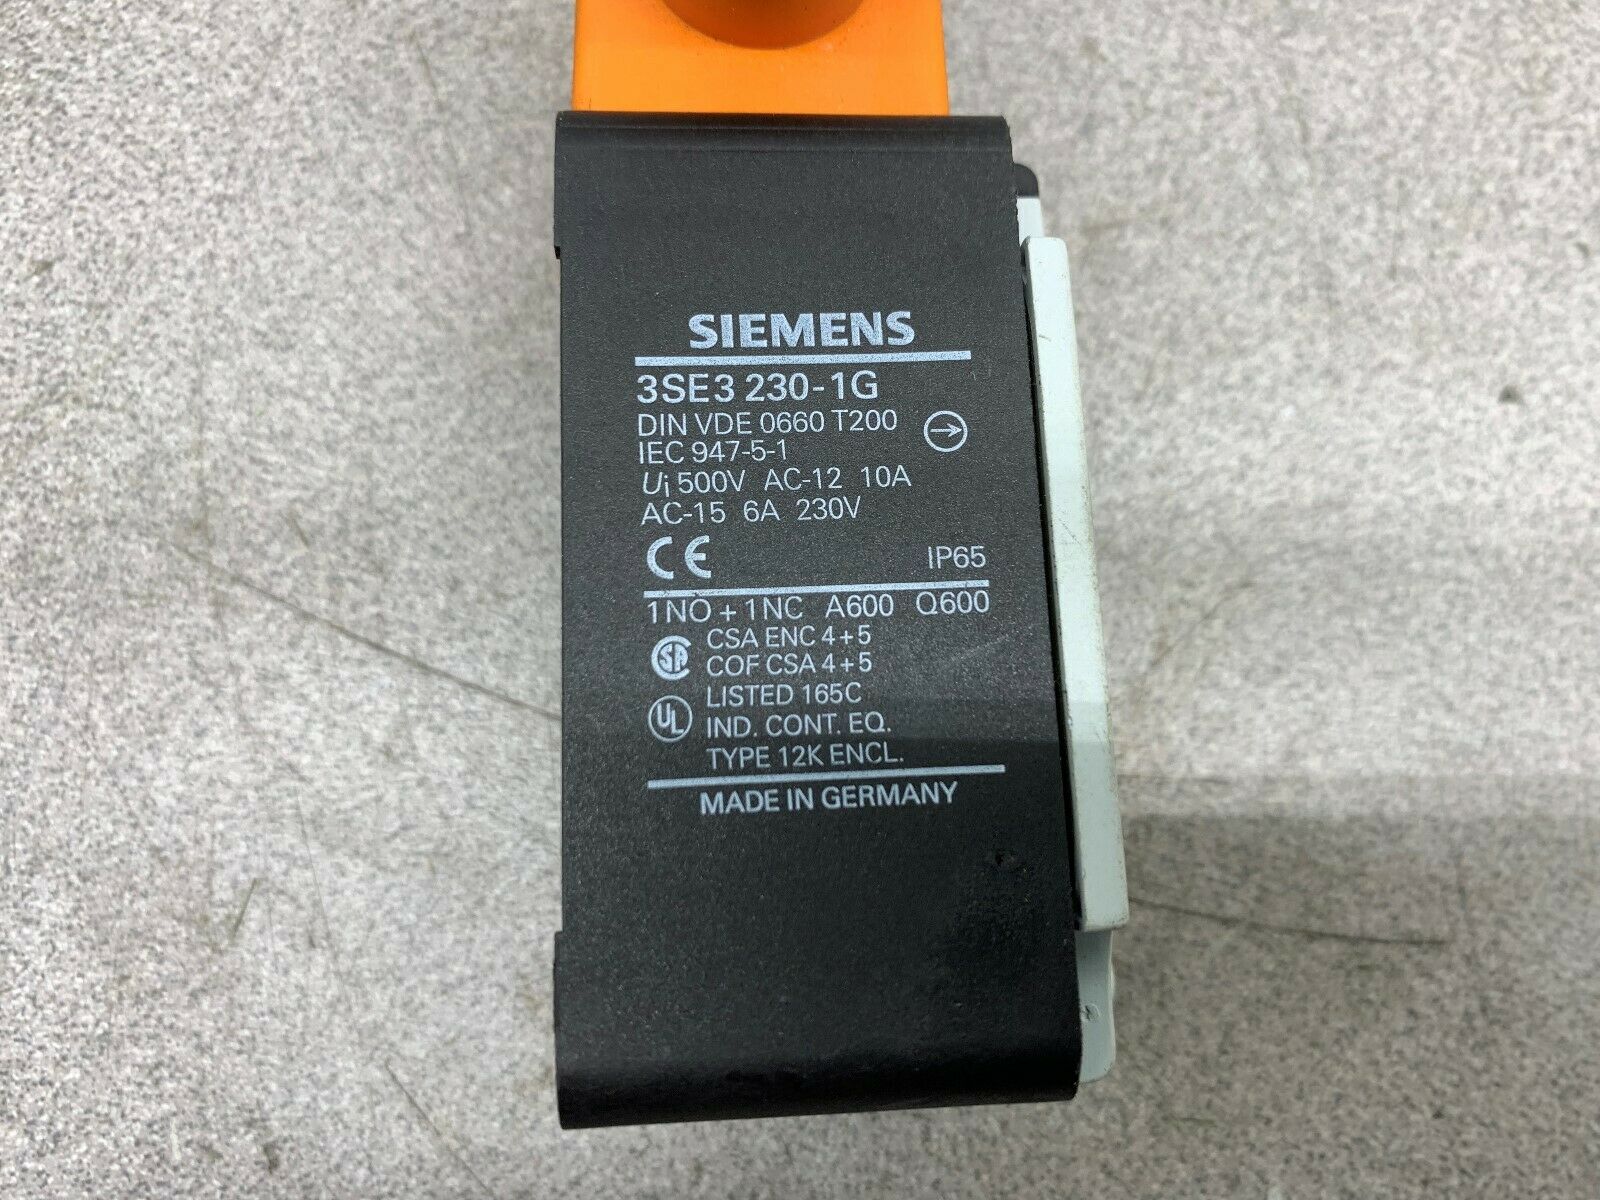 SIEMENS
3SE3 230-1G
DIN VDE 0660 T200
IEC 947-5-1
Ui 500V AC-12 10A
AC-15 6A 230V
CE IP65
1NO + 1NC A600 Q600
SA CSA ENC 4+5
COF CSA 4+5
LISTED 165C
UL IND. CONT. EQ.
TYPE 12K ENCL.
MADE IN GERMANY